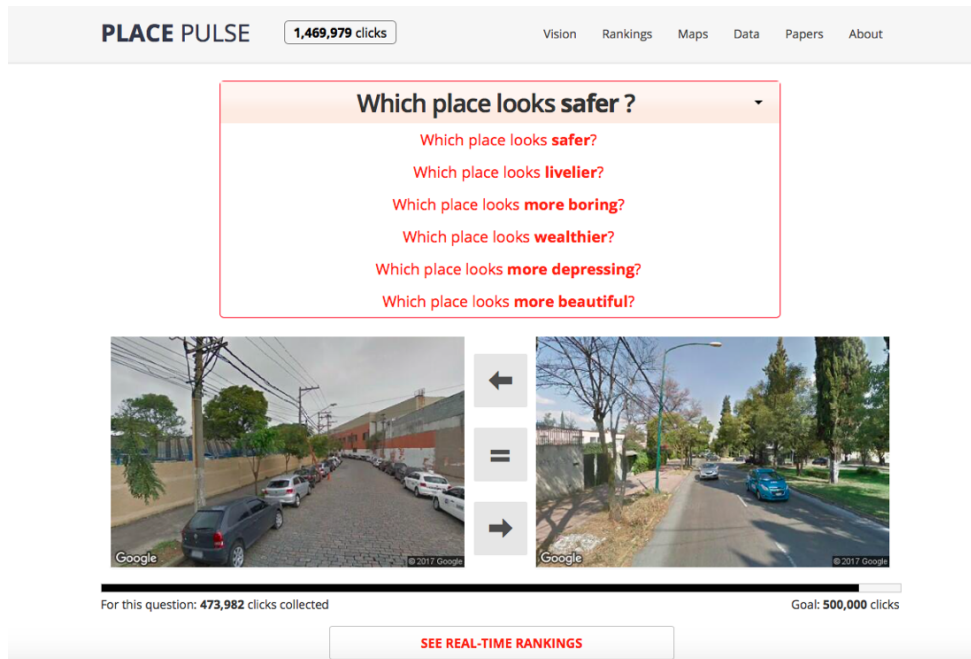 PLACE PULSE
1,469,979 clicks
Vision Rankings Maps Data Papers About
Which place looks safer ?
Which place looks safer?
Which place looks livelier?
Which place looks more boring?
Which place looks wealthier?
Which place looks more depressing?
Which place looks more beautiful?
Google
© 2017 Google
Google
© 2017 Google
For this question: 473,982 clicks collected
Goal: 500,000 clicks
SEE REAL-TIME RANKINGS